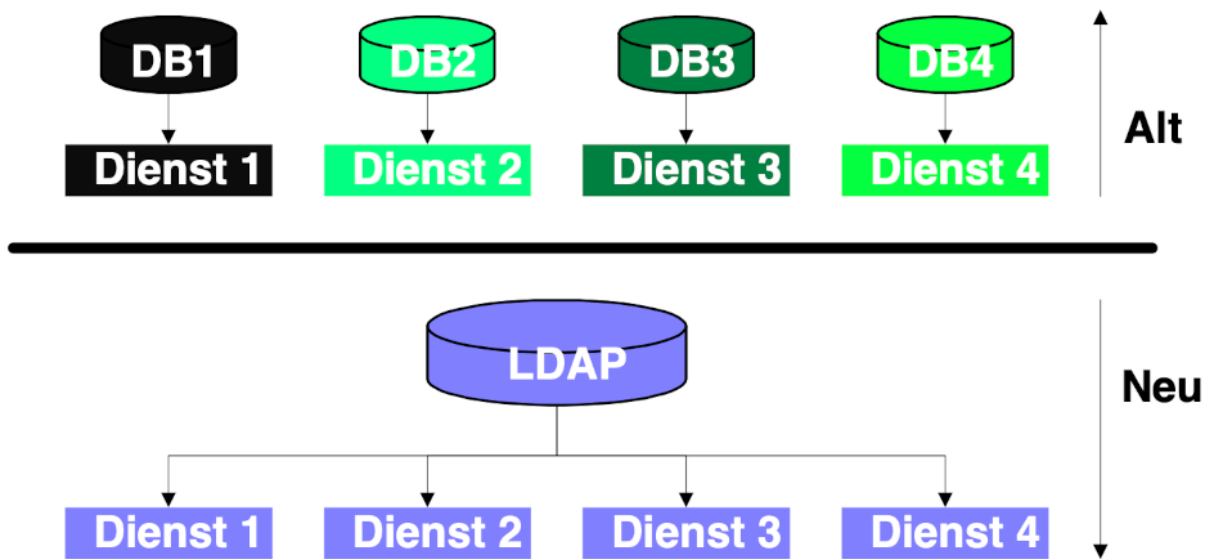 DB1
DB2
DB3
DB4
Dienst 1
Dienst 2
Dienst 3
Dienst 4
Alt
LDAP
Neu
Dienst 1
Dienst 2
Dienst 3
Dienst 4